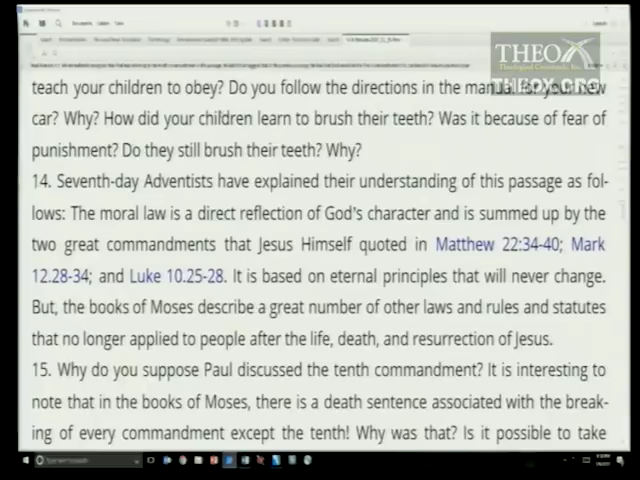 THEOX
THEOX.ORG
teach your children to obey? Do you follow the directions in the manual for your new
car? Why? How did your children learn to brush their teeth? Was it because of fear of
punishment? Do they still brush their teeth? Why?
14. Seventh-day Adventists have explained their understanding of this passage as fol-
lows: The moral law is a direct reflection of God's character and is summed up by the
two great commandments that Jesus Himself quoted in Matthew 22:34-40; Mark
12.28-34; and Luke 10.25-28. It is based on eternal principles that will never change.
But, the books of Moses describe a great number of other laws and rules and statutes
that no longer applied to people after the life, death, and resurrection of Jesus.
15. Why do you suppose Paul discussed the tenth commandment? It is interesting to
note that in the books of Moses, there is a death sentence associated with the break-
ing of every commandment except the tenth! Why was that? Is it possible to take